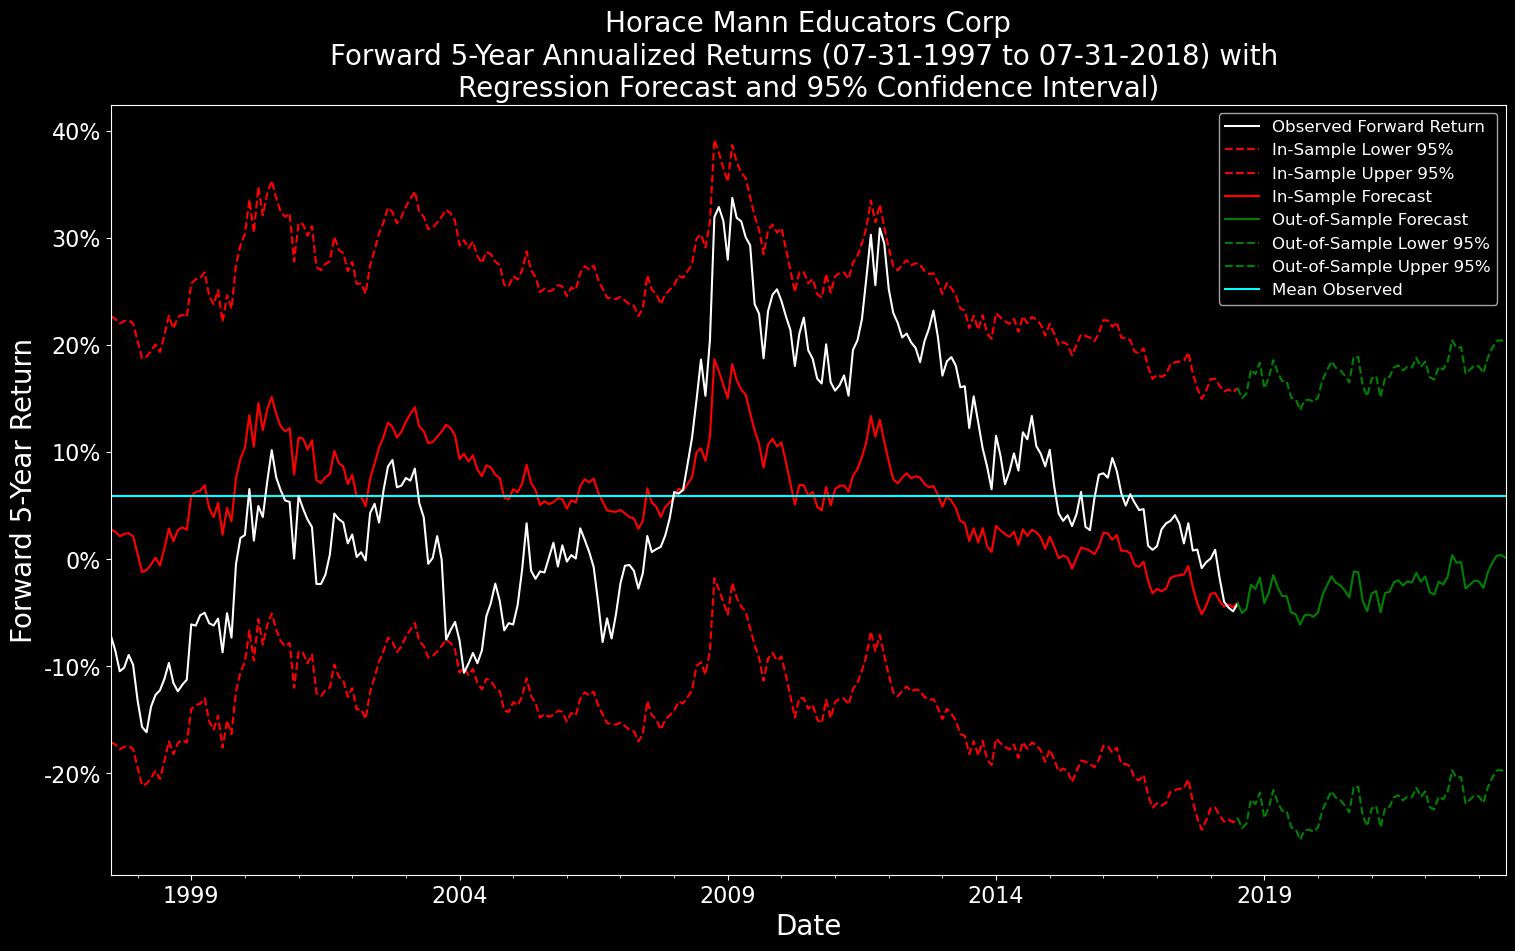 Horace Mann Educators Corp
Forward 5-Year Annualized Returns (07-31-1997 to 07-31-2018) with
Regression Forecast and 95% Confidence Interval)
40%
30%
20%
10%
0%
-10%
-20%
Forward 5-Year Return
Observed Forward Return
In-Sample Lower 95%
In-Sample Upper 95%
In-Sample Forecast
Out-of-Sample Forecast
Out-of-Sample Lower 95%
Out-of-Sample Upper 95%
Mean Observed
1999 2004 2009 2014 2019
Date